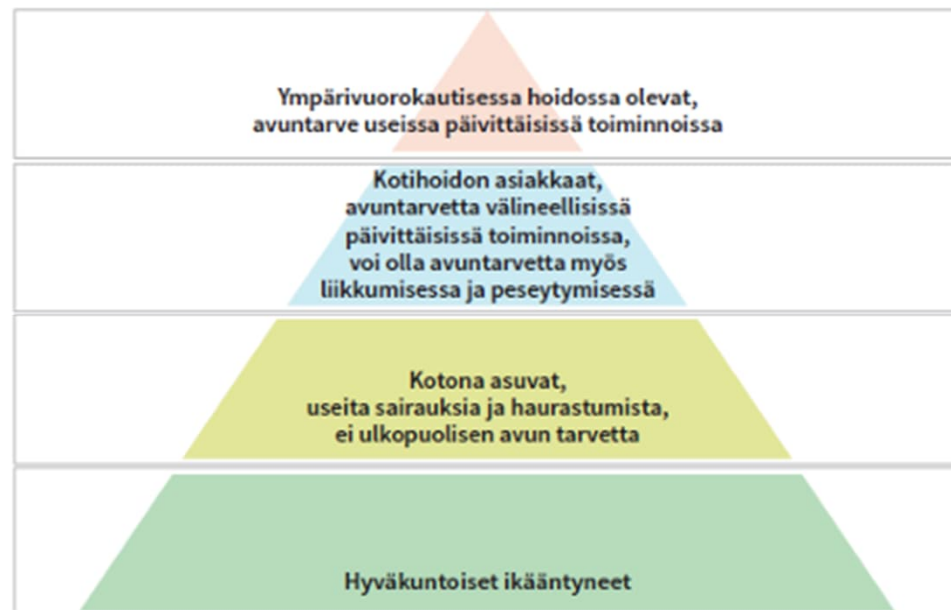 Ympärivuorokautisessa hoidossa olevat,
avuntarve useissa päivittäisissä toiminnoissa
Kotihoidon asiakkaat,
avuntarvetta välineellisissä
päivittäisissä toiminnoissa,
voi olla avuntarvetta myös
liikkumisessa ja peseytymisessä
Kotona asuvat,
useita sairauksia ja haurastumista,
ei ulkopuolisen avun tarvetta
Hyväkuntoiset ikääntyneet